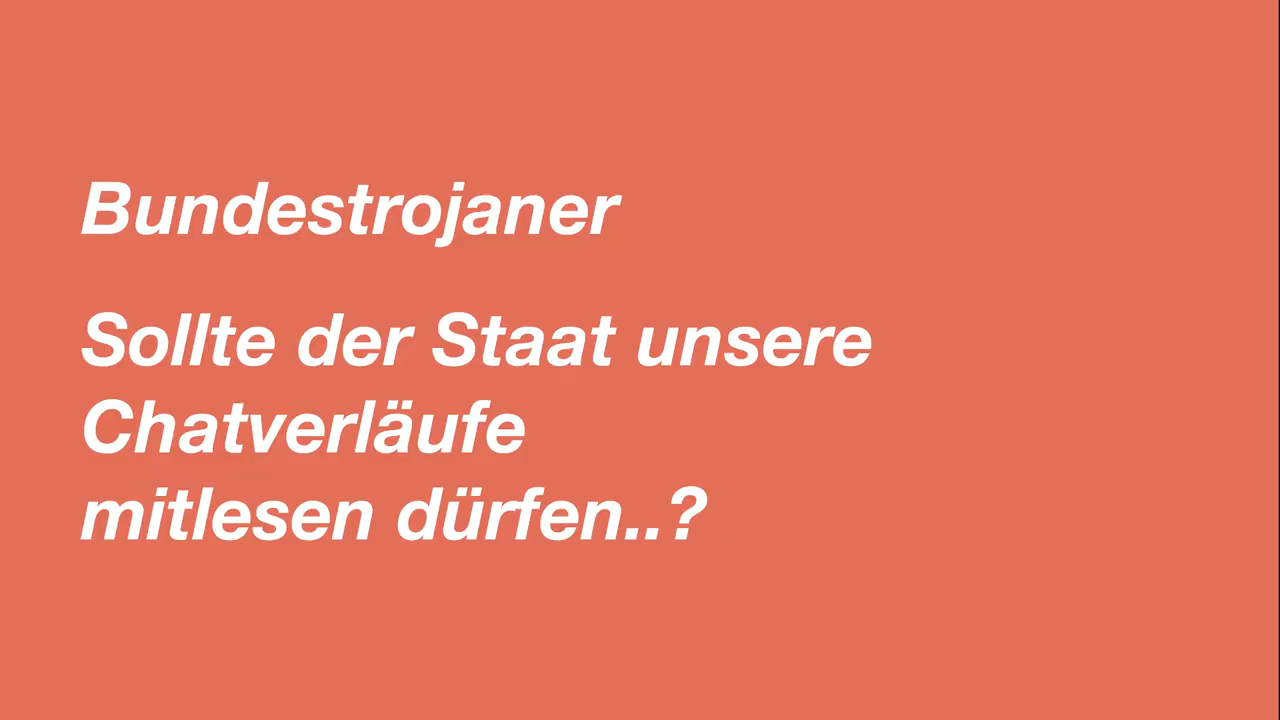 Bundestrojaner
Sollte der Staat unsere
Chatverläufe
mitlesen dürfen..?